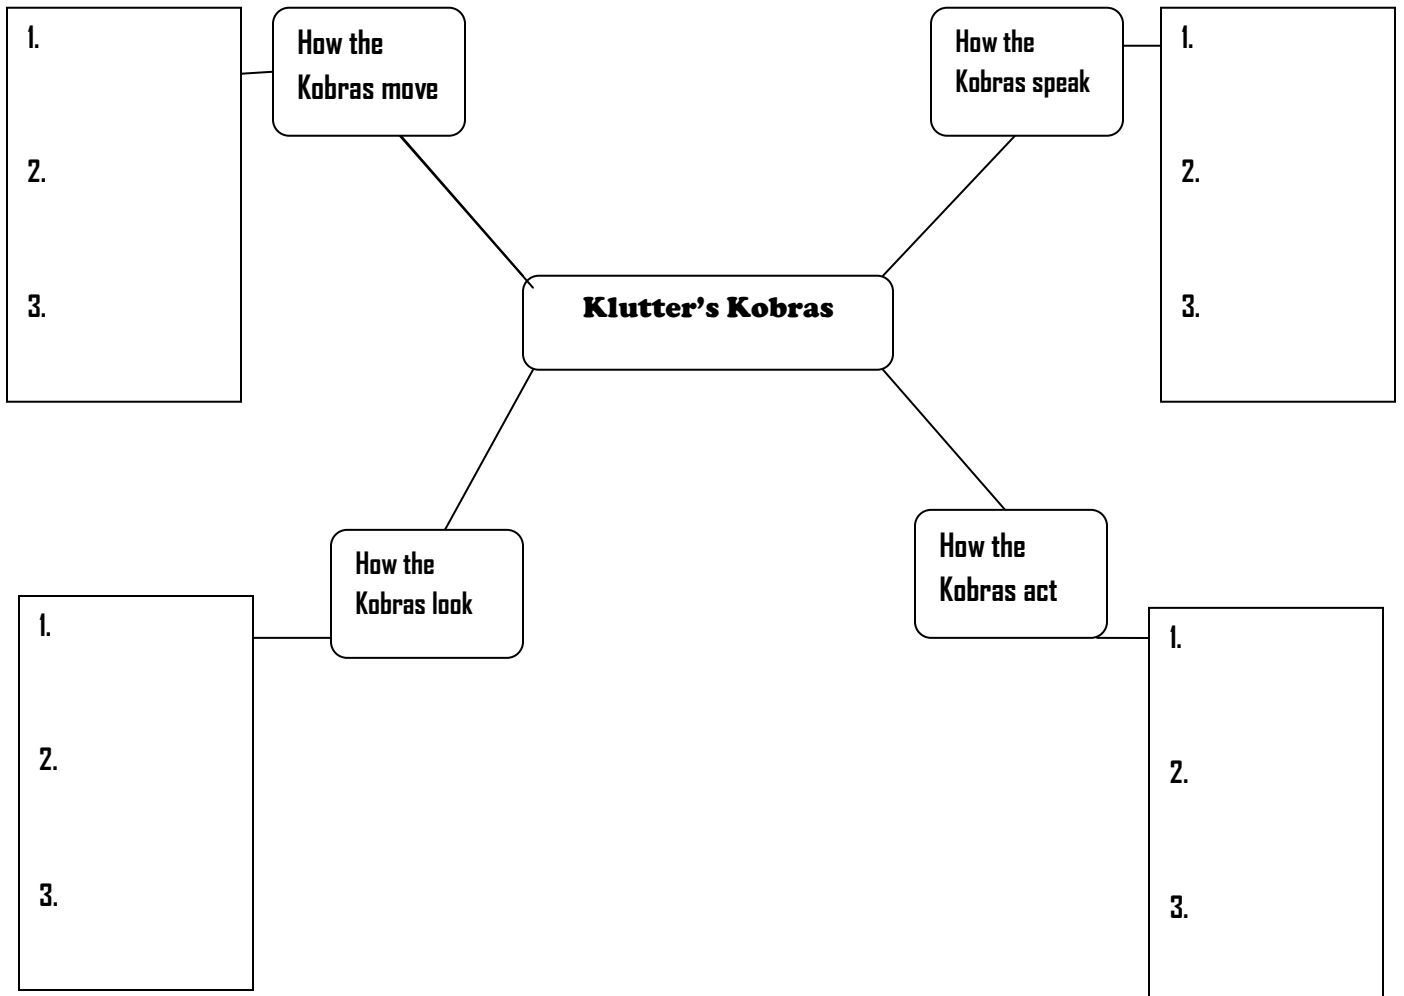 1.
2.
3.
How the
Kobras move
How the
Kobras speak
1.
2.
3.
Klutter’s Kobras
How the
Kobras look
1.
2.
3.
How the
Kobras act
1.
2.
3.